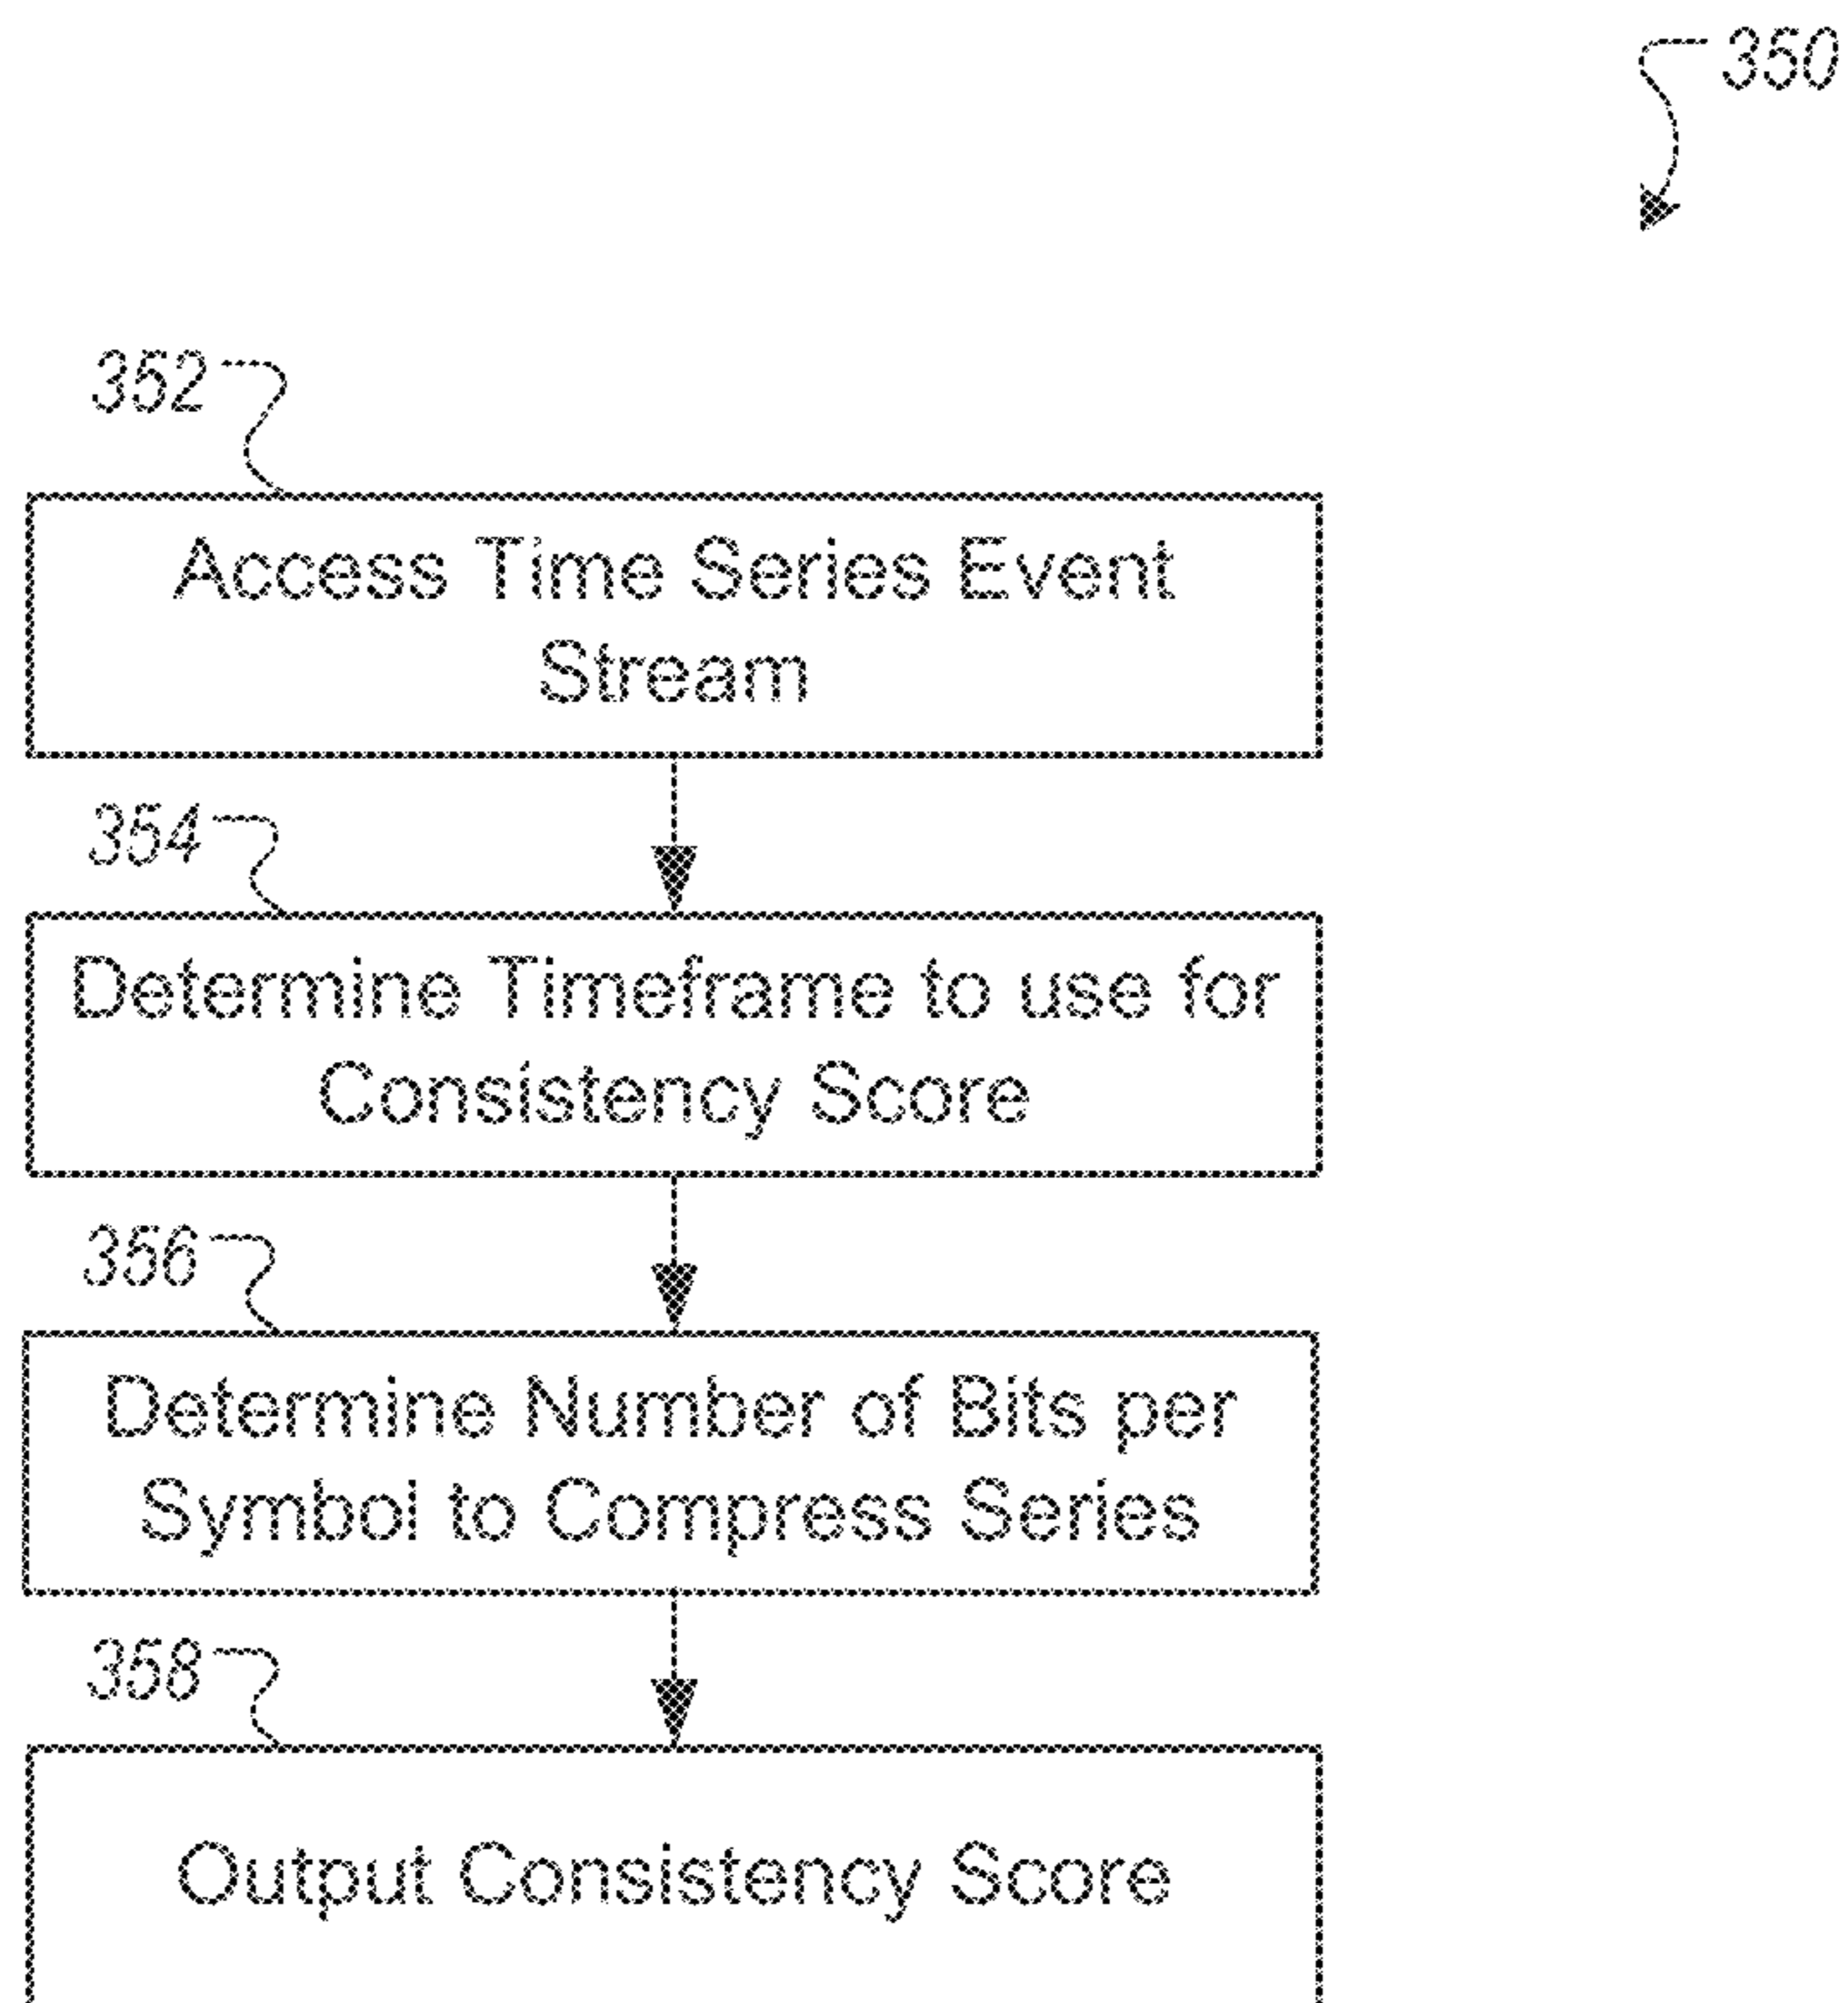 350
352
Access Time Series Event
Stream
354
Determine Timeframe to use for
Consistency Score
356
Determine Number of Bits per
Symbol to Compress Series
358
Output Consistency Score